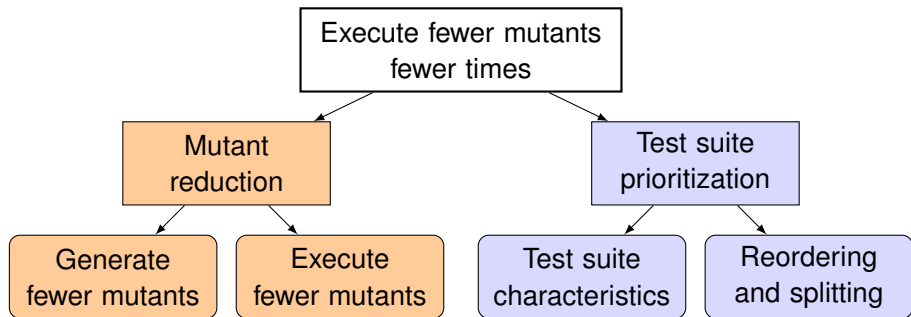 Execute fewer mutants
fewer times
Mutant
reduction
Test suite
prioritization
Generate
fewer mutants
Execute
fewer mutants
Test suite
characteristics
Reordering
and splitting